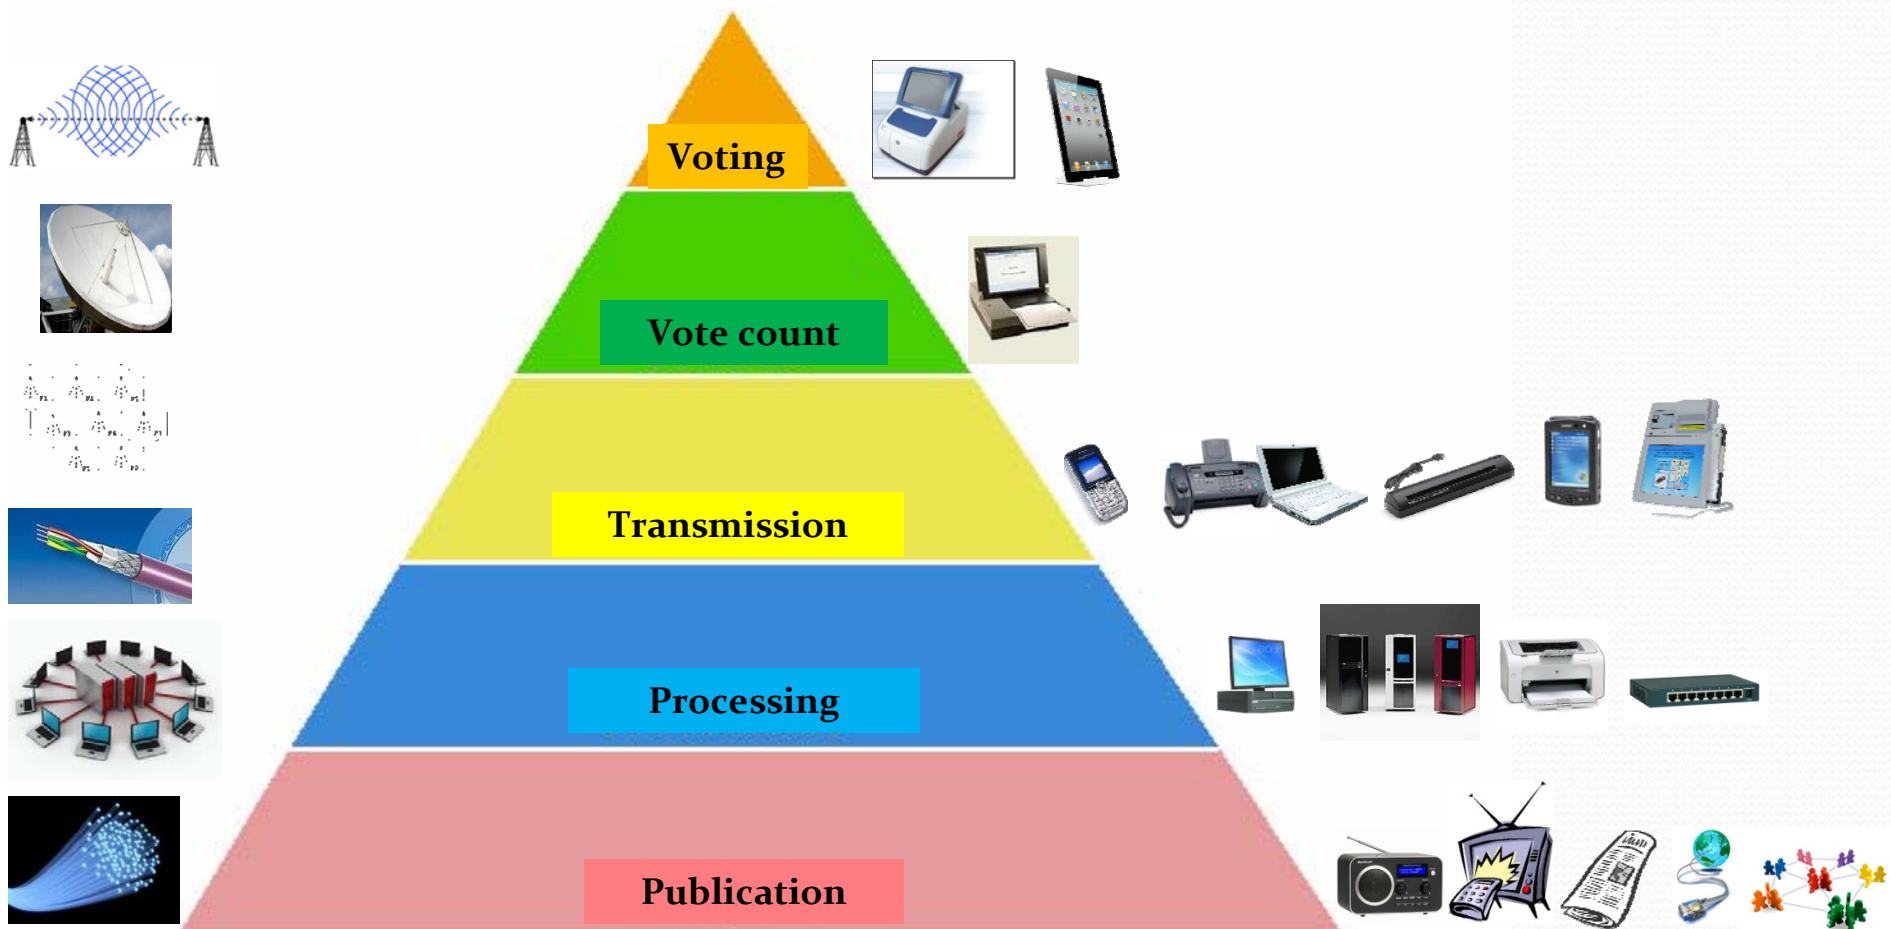 Voting
Vote count
Transmission
Processing
Publication